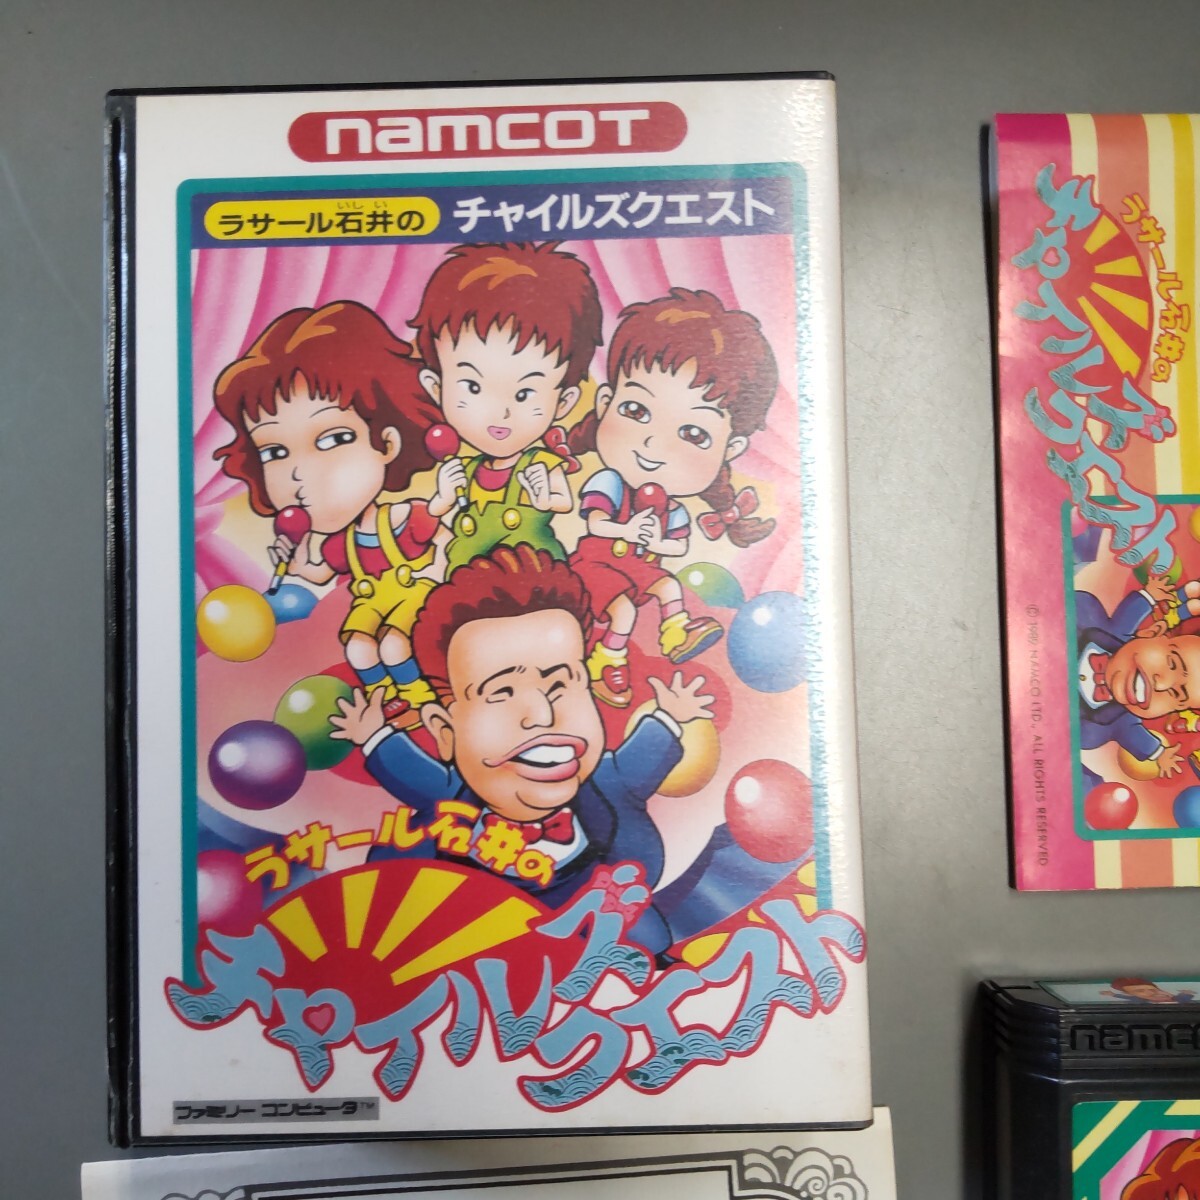 namcot
ラサール石井の
いし い
チャイルズクエスト
ラサール石井の
チャイルズクエスト
ファミリーコンピュータ™
ラサール石井の
チャイルズクエスト
© 1989 NAMCO LTD., ALL RIGHTS RESERVED
namco